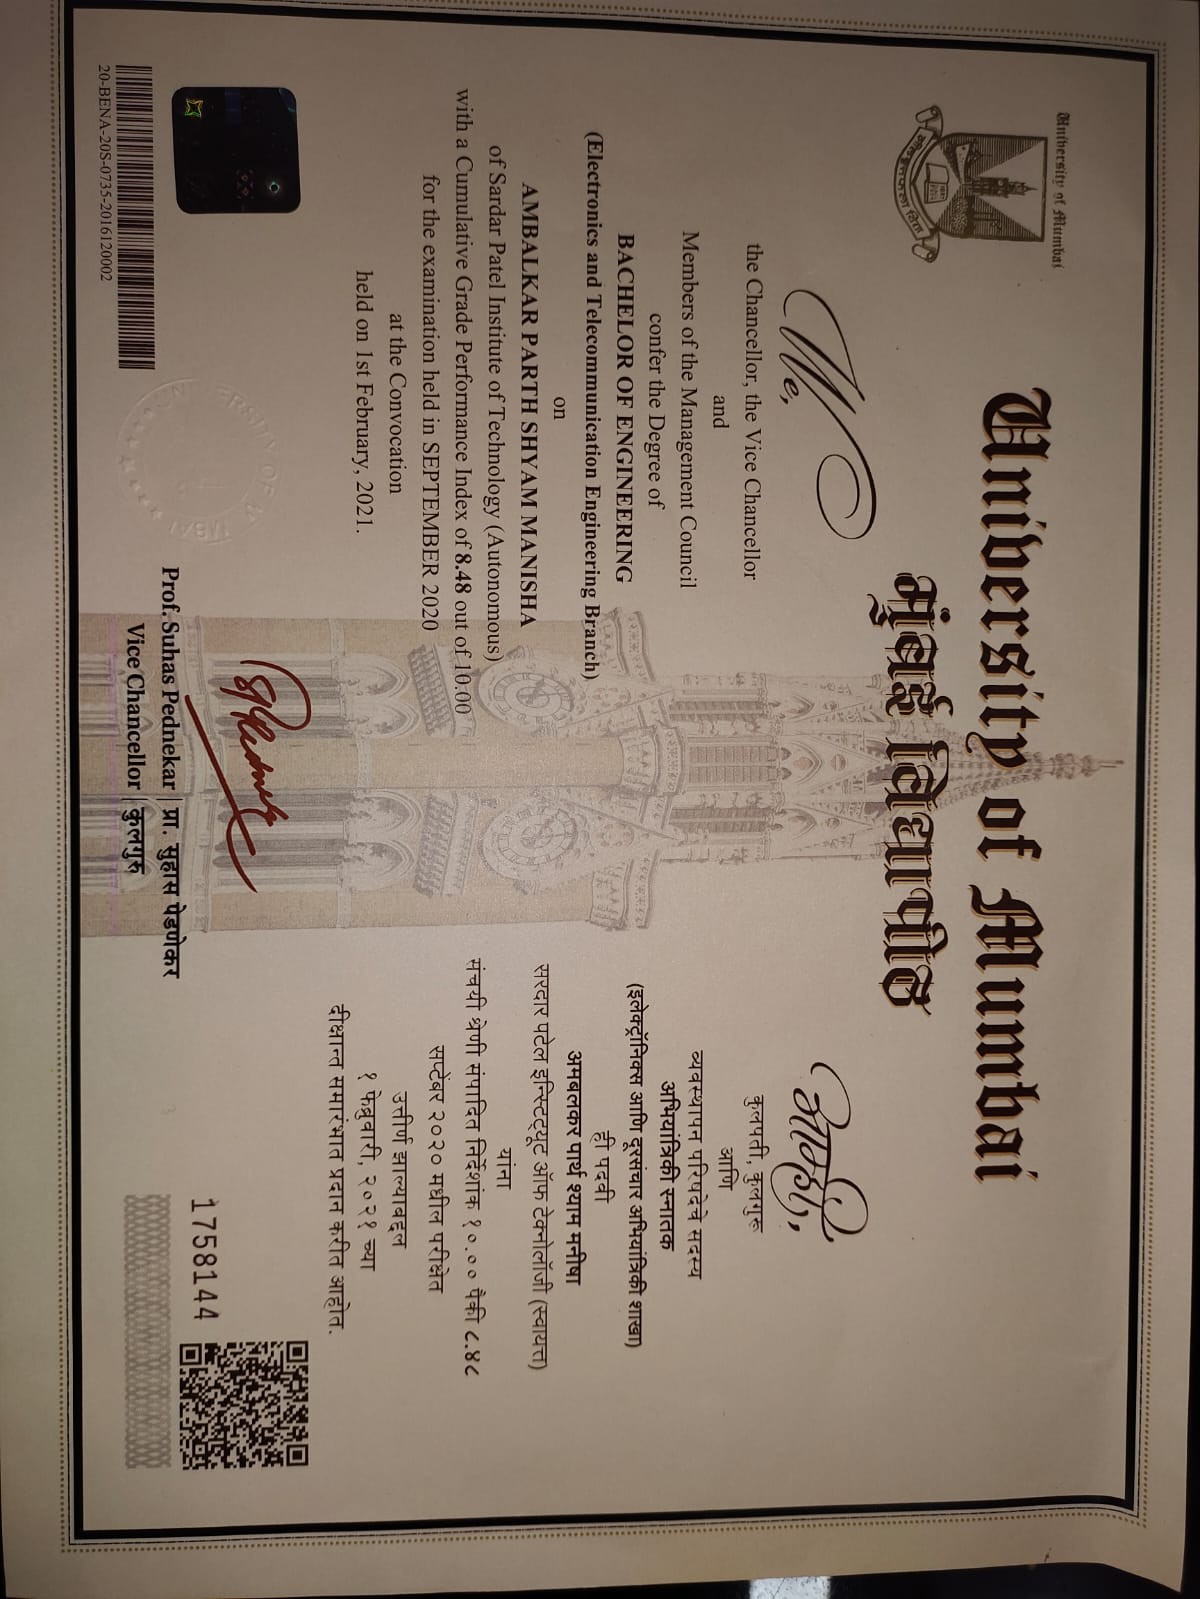 University of Mumbai
University of Mumbai
मुंबई विद्यापीठ
We,
the Chancellor, the Vice Chancellor
and
Members of the Management Council
confer the Degree of
BACHELOR OF ENGINEERING
(Electronics and Telecommunication Engineering Branch)
on
AMBALKAR PARTH SHYAM MANISHA
of Sardar Patel Institute of Technology (Autonomous)
with a Cumulative Grade Performance Index of 8.48 out of 10.00
for the examination held in SEPTEMBER 2020
at the Convocation
held on 1st February, 2021.
आम्ही,
कुलपती, कुलगुरू
आणि
व्यवस्थापन परिषदेचे सदस्य
अभियांत्रिकी स्नातक
(इलेक्ट्रॉनिक्स आणि दूरसंचार अभियांत्रिकी शाखा)
ही पदवी
अमबलकर पार्थ श्याम मनीषा
सरदार पटेल इन्स्टिट्यूट ऑफ टेक्नोलॉजी (स्वायत्त)
यांना
संचयी श्रेणी संपादित निर्देशांक १०.०० पैकी ८.४८
सप्टेंबर २०२० मधील परीक्षेत
उत्तीर्ण झाल्याबद्दल
१ फेब्रुवारी, २०२१ च्या
दीक्षान्त समारंभात प्रदान करीत आहोत.
20-BENA-20S-0735-2016120002
Prof. Suhas Pednekar | प्रा. सुहास पेडणेकर
Vice Chancellor | कुलगुरु
1758144